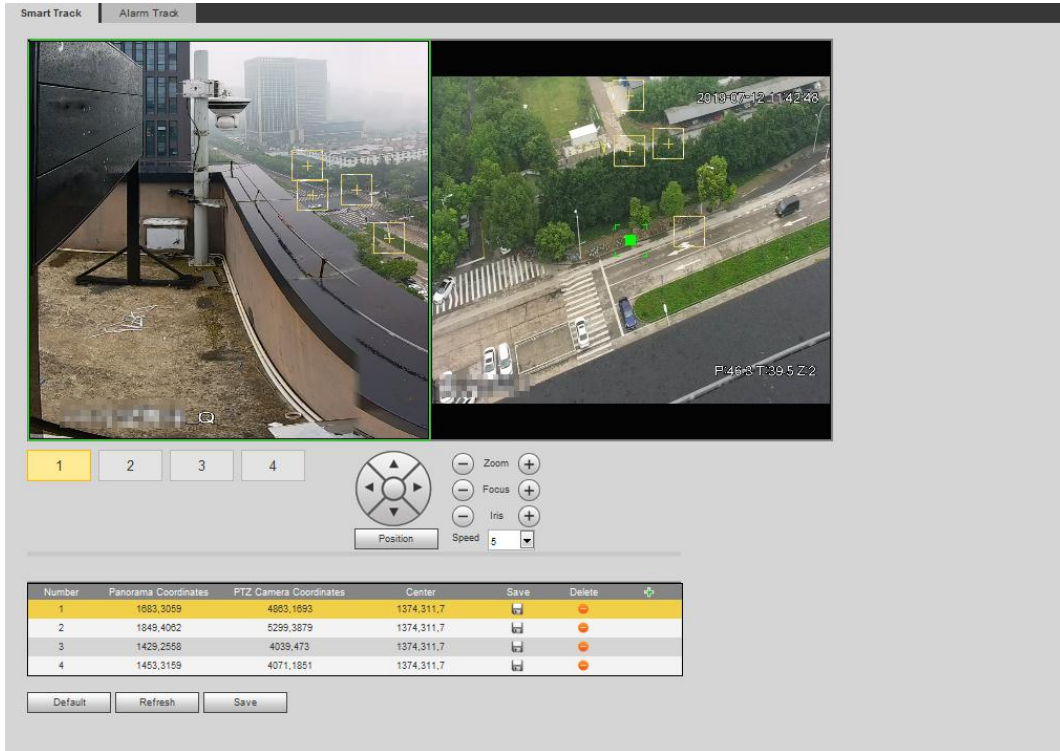 Smart Track Alarm Track
2019-07-12 11:42:48
P:46.3 T:39.5 Z:2
1 2 3 4
Zoom
Focus
Iris
Position Speed 5
Number Panorama Coordinates PTZ Camera Coordinates Center Save Delete
1 1683,3059 4863,1693 1374,311,7
2 1849,4062 5299,3879 1374,311,7
3 1429,2558 4039,473 1374,311,7
4 1453,3159 4071,1851 1374,311,7
Default Refresh Save